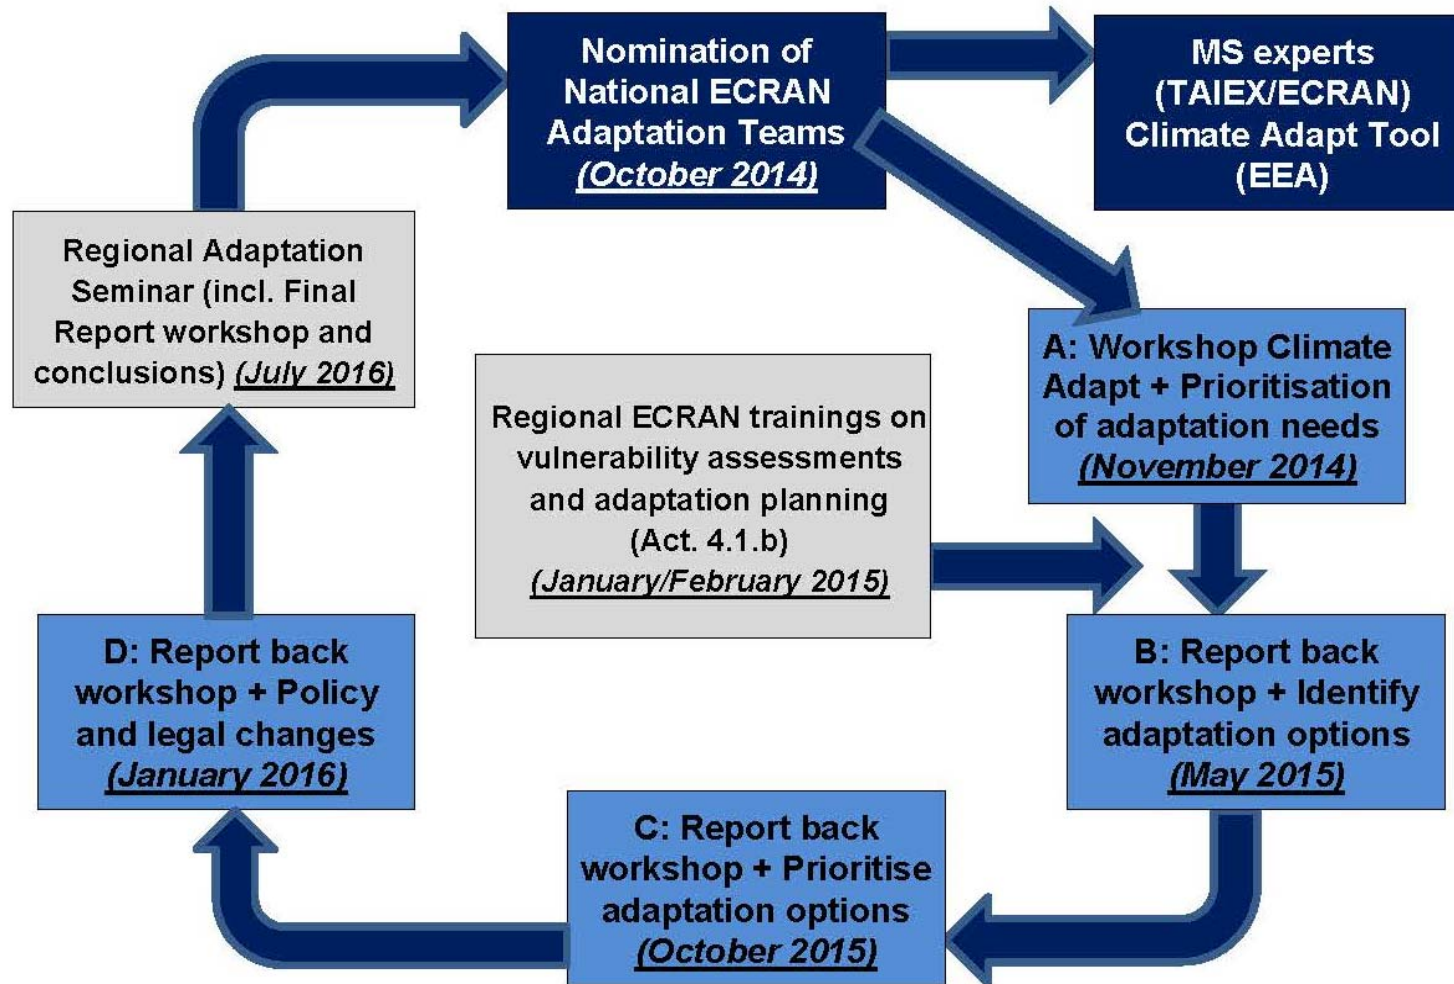 Nomination of
National ECRAN
Adaptation Teams
(October 2014)
MS experts
(TAIEX/ECRAN)
Climate Adapt Tool
(EEA)
A: Workshop Climate
Adapt + Prioritisation
of adaptation needs
(November 2014)
Regional ECRAN trainings on
vulnerability assessments
and adaptation planning
(Act. 4.1.b)
(January/February 2015)
B: Report back
workshop + Identify
adaptation options
(May 2015)
C: Report back
workshop + Prioritise
adaptation options
(October 2015)
D: Report back
workshop + Policy
and legal changes
(January 2016)
Regional Adaptation
Seminar (incl. Final
Report workshop and
conclusions) (July 2016)